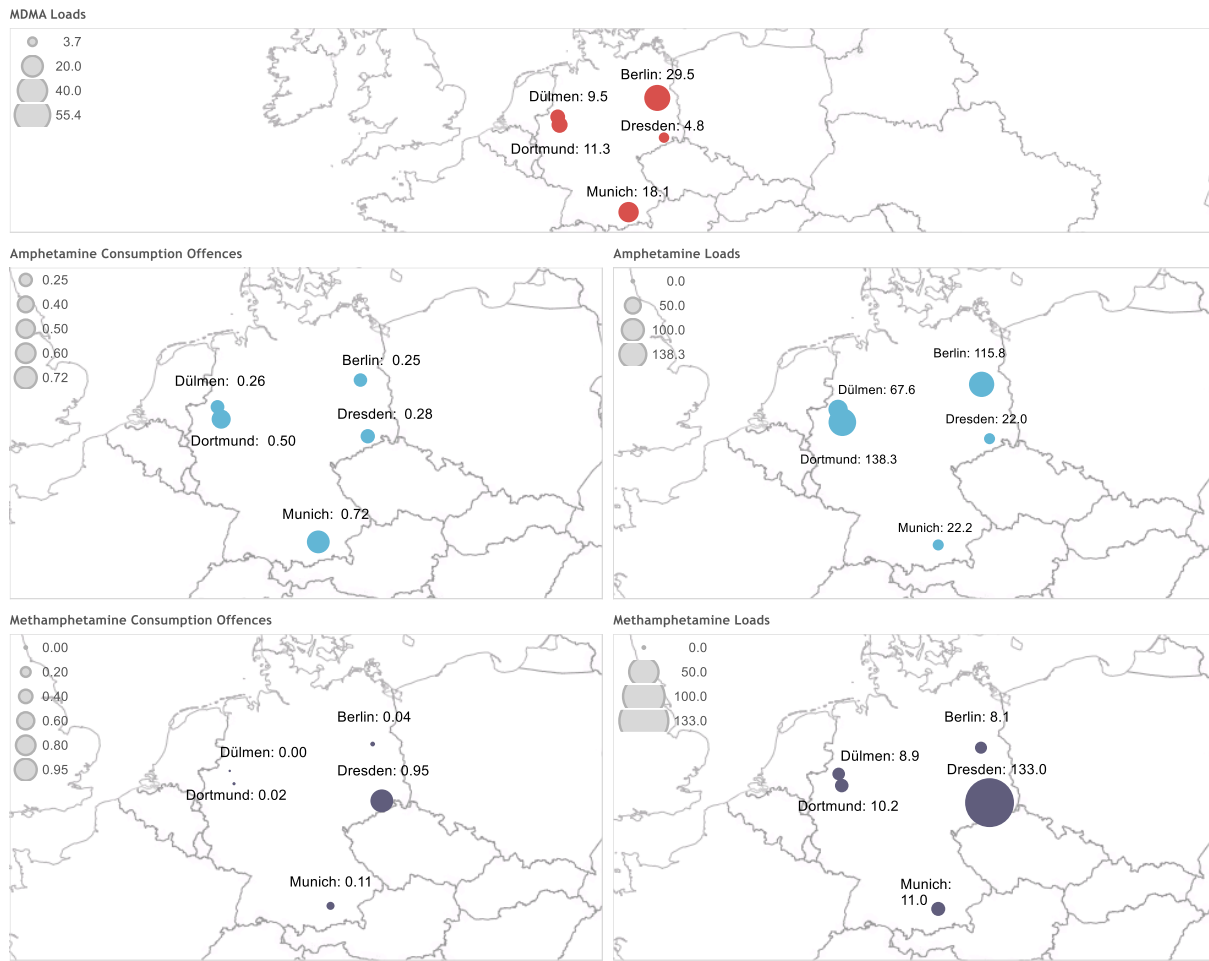 MDMA Loads
3.7
20.0
40.0
55.4
Berlin: 29.5
Dülmen: 9.5
Dresden: 4.8
Dortmund: 11.3
Munich: 18.1
Amphetamine Consumption Offences
0.25
0.40
0.50
0.60
0.72
Berlin: 0.25
Dülmen: 0.26
Dresden: 0.28
Dortmund: 0.50
Munich: 0.72
Amphetamine Loads
0.0
50.0
100.0
138.3
Berlin: 115.8
Dülmen: 67.6
Dresden: 22.0
Dortmund: 138.3
Munich: 22.2
Methamphetamine Consumption Offences
0.00
0.20
0.40
0.60
0.80
0.95
Berlin: 0.04
Dülmen: 0.00
Dresden: 0.95
Dortmund: 0.02
Munich: 0.11
Methamphetamine Loads
0.0
50.0
100.0
133.0
Berlin: 8.1
Dülmen: 8.9
Dresden: 133.0
Dortmund: 10.2
Munich:
11.0